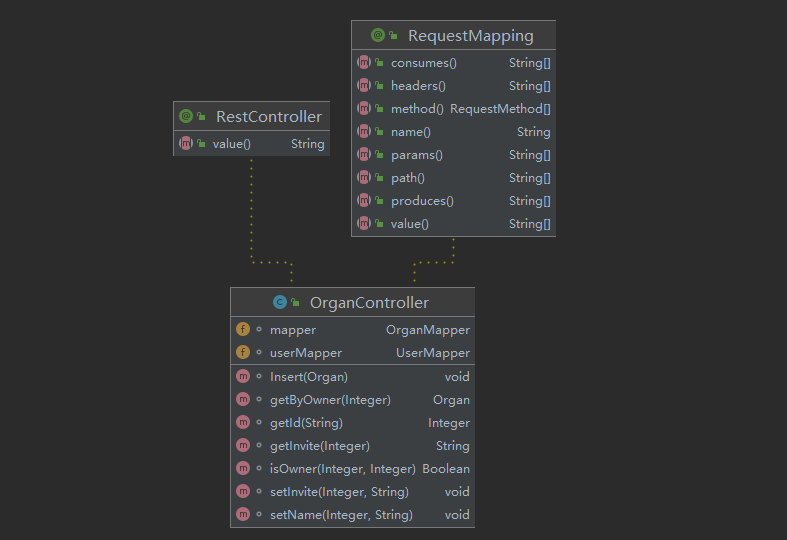 RequestMapping
consumes() String[]
headers() String[]
method() RequestMethod[]
name() String
params() String[]
path() String[]
produces() String[]
value() String[]
RestController
value() String
OrganController
mapper OrganMapper
userMapper UserMapper
Insert(Organ) void
getByOwner(Integer) Organ
getId(String) Integer
getInvite(Integer) String
isOwner(Integer, Integer) Boolean
setInvite(Integer, String) void
setName(Integer, String) void